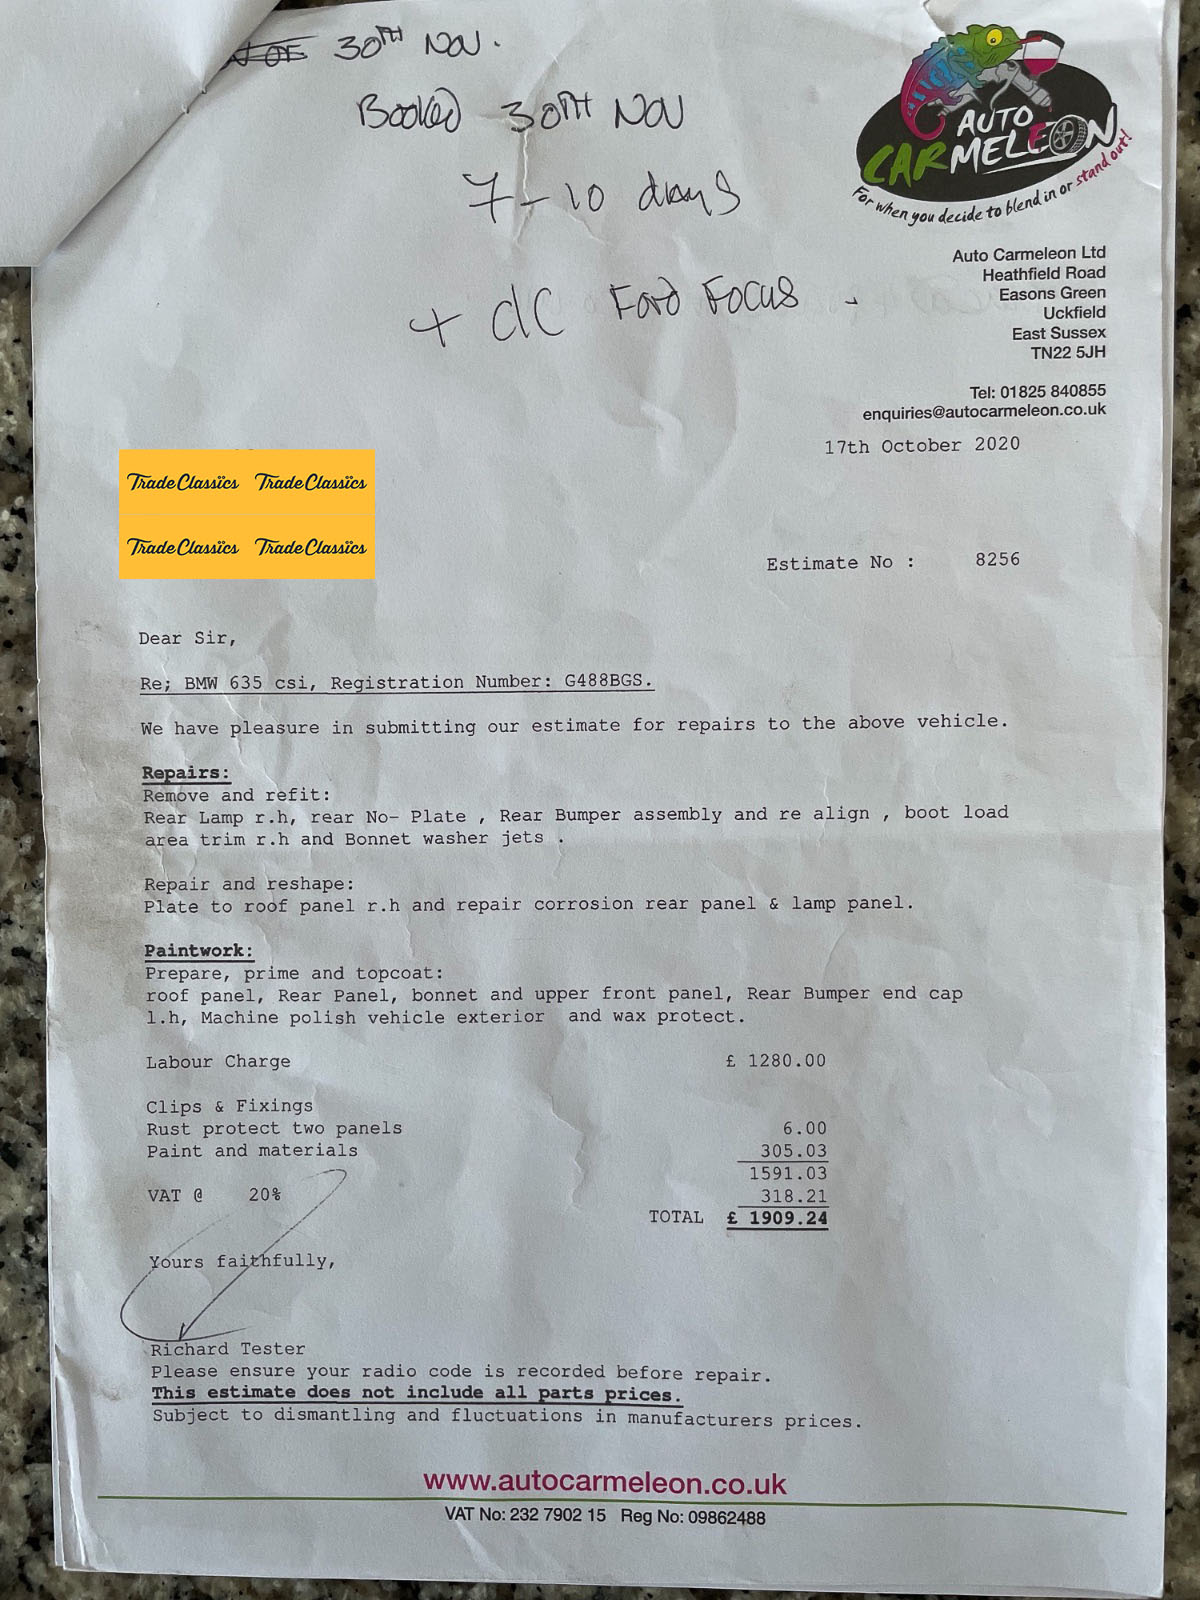 30TH NOV.
Booked 30TH NOV
7-10 days
+ dC Ford Focus
AUTO
CARMELEON
For when you decide to blend in or stand out!
Auto Carmeleon Ltd
Heathfield Road
Easons Green
Uckfield
East Sussex
TN22 5JH
Tel: 01825 840855
enquiries@autocarmeleon.co.uk
17th October 2020
Trade Classics Trade Classics
Trade Classics Trade Classics
Estimate No : 8256
Dear Sir,
Re; BMW 635 csi, Registration Number: G488BGS.
We have pleasure in submitting our estimate for repairs to the above vehicle.
Repairs:
Remove and refit:
Rear Lamp r.h, rear No- Plate , Rear Bumper assembly and re align , boot load
area trim r.h and Bonnet washer jets .
Repair and reshape:
Plate to roof panel r.h and repair corrosion rear panel & lamp panel.
Paintwork:
Prepare, prime and topcoat:
roof panel, Rear Panel, bonnet and upper front panel, Rear Bumper end cap
l.h, Machine polish vehicle exterior and wax protect.
Labour Charge £ 1280.00
Clips & Fixings
Rust protect two panels 6.00
Paint and materials 305.03
1591.03
VAT @ 20% 318.21
TOTAL £ 1909.24
Yours faithfully,
Richard Tester
Please ensure your radio code is recorded before repair.
This estimate does not include all parts prices.
Subject to dismantling and fluctuations in manufacturers prices.
www.autocarmeleon.co.uk
VAT No: 232 7902 15 Reg No: 09862488